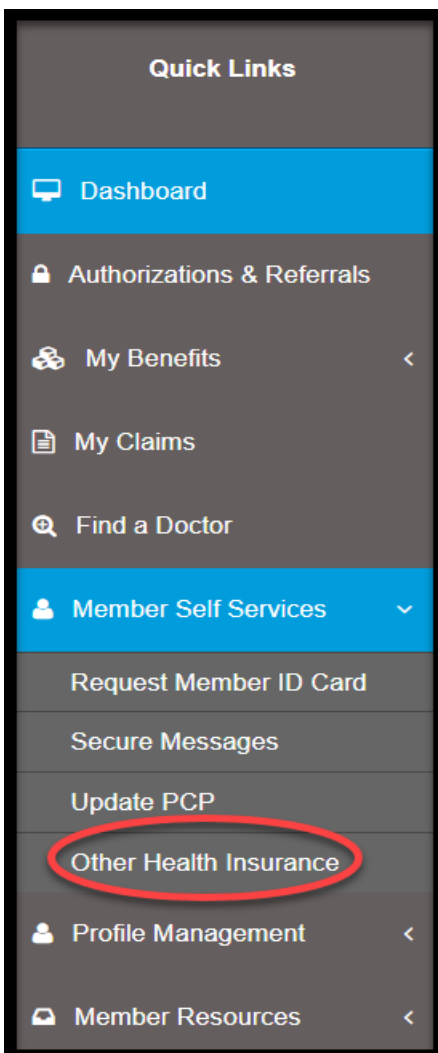 Quick Links
Dashboard
Authorizations & Referrals
My Benefits
My Claims
Find a Doctor
Member Self Services
Request Member ID Card
Secure Messages
Update PCP
Other Health Insurance
Profile Management
Member Resources